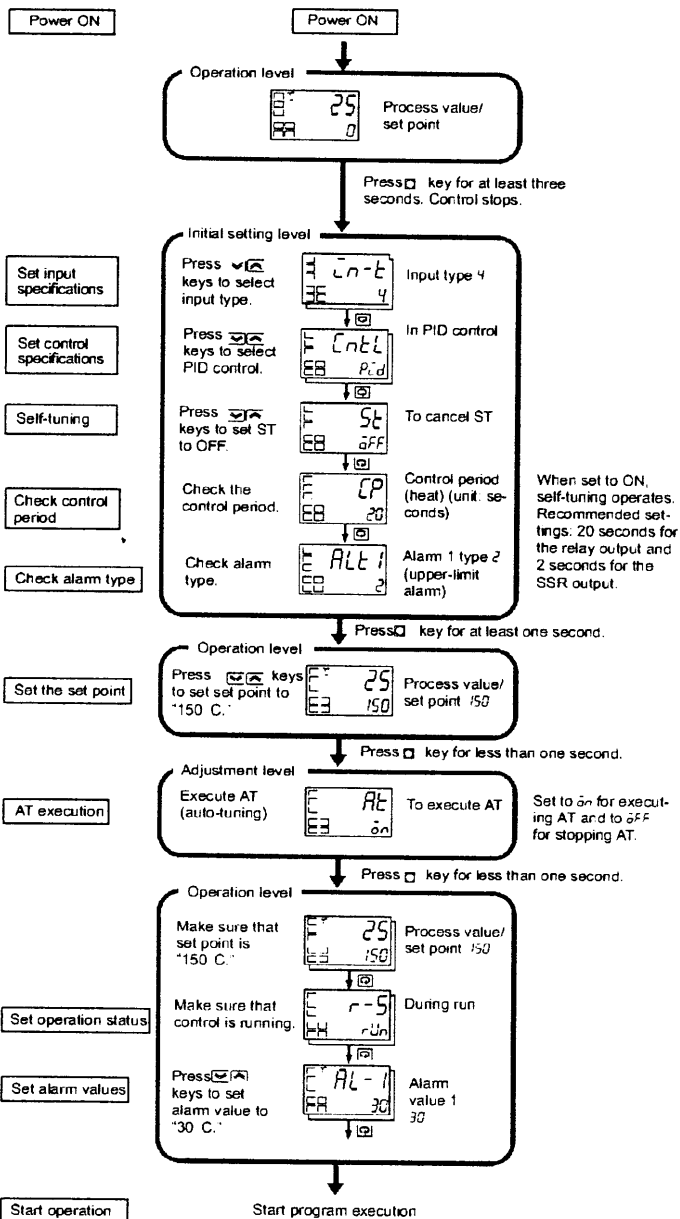 Power ON
Power ON
Operation level
25
0
Process value/
set point
Press key for at least three
seconds. Control stops.
Initial setting level
Set input
specifications
Press
keys to select
input type.
in-t
4
Input type 4
Set control
specifications
Press
keys to select
PID control.
CntL
Pid
In PID control
Self-tuning
Press
keys to set ST
to OFF.
St
oFF
To cancel ST
Check control
period
Check the
control period.
CP
20
Control period
(heat) (unit: se-
conds)
When set to ON,
self-tuning operates.
Recommended set-
tings: 20 seconds for
the relay output and
2 seconds for the
SSR output.
Check alarm type
Check alarm
type.
ALt1
2
Alarm 1 type 2
(upper-limit
alarm)
Press key for at least one second.
Operation level
Set the set point
Press keys
to set set point to
"150 C."
25
150
Process value/
set point 150
Press key for less than one second.
Adjustment level
AT execution
Execute AT
(auto-tuning)
At
on
To execute AT
Set to on for execut-
ing AT and to oFF
for stopping AT.
Press key for less than one second.
Operation level
Make sure that
set point is
"150 C."
25
150
Process value/
set point 150
Set operation status
Make sure that
control is running.
r-S
rUn
During run
Set alarm values
Press
keys to set
alarm value to
"30 C."
AL-1
30
Alarm
value 1
30
Start operation
Start program execution